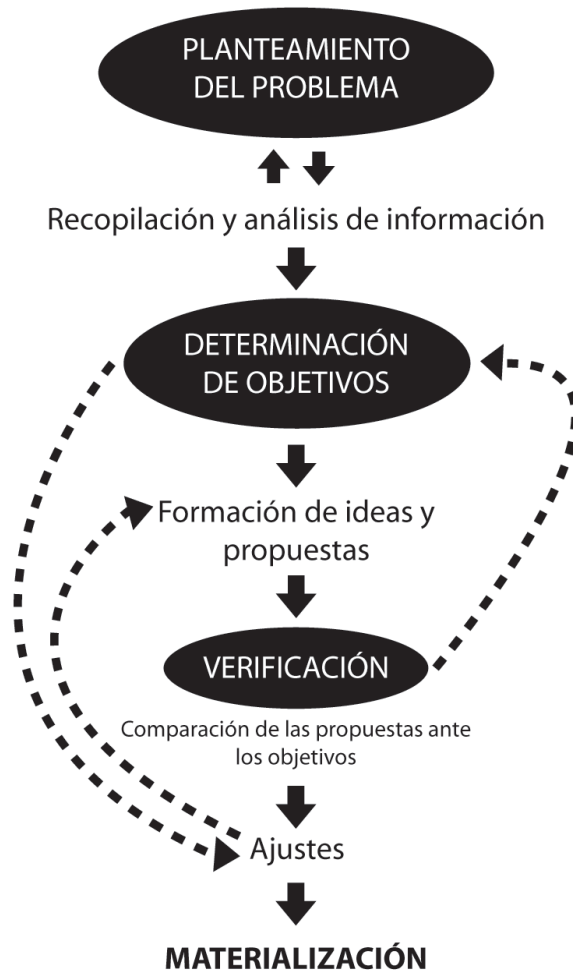 PLANTEAMIENTO
DEL PROBLEMA
Recopilación y análisis de información
DETERMINACIÓN
DE OBJETIVOS
Formación de ideas y
propuestas
VERIFICACIÓN
Comparación de las propuestas ante
los objetivos
Ajustes
MATERIALIZACIÓN